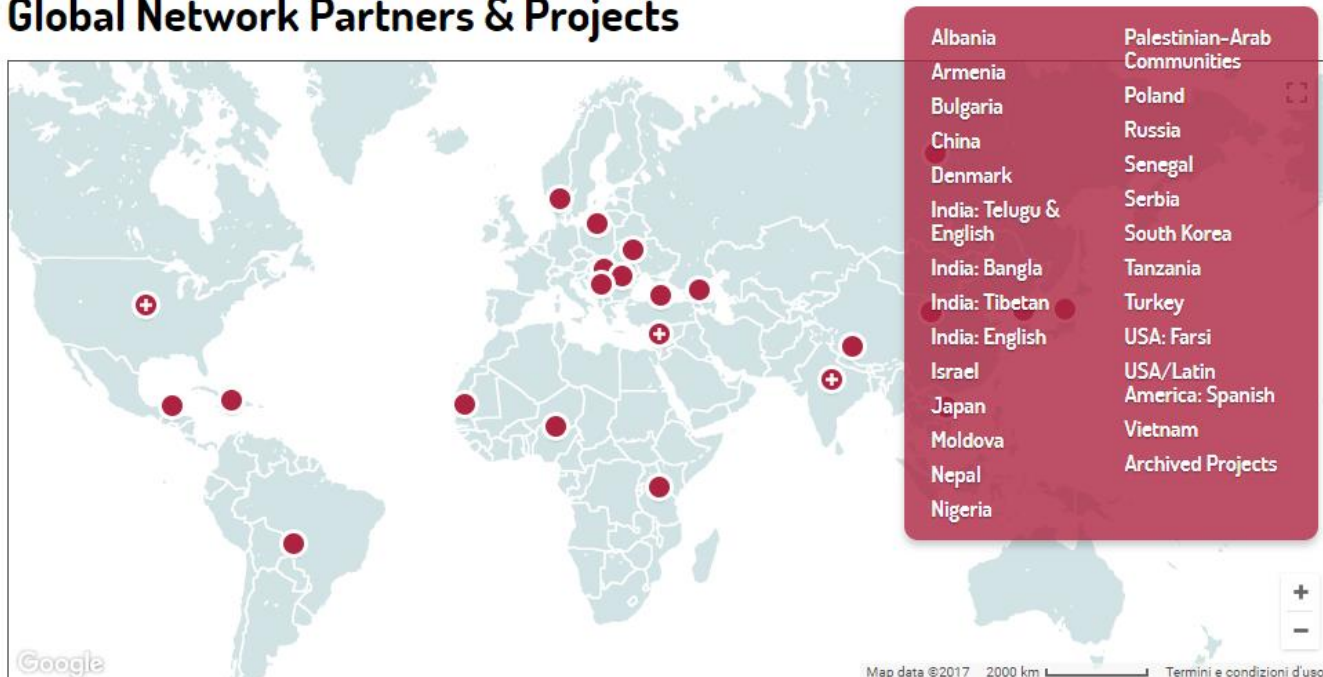 Global Network Partners & Projects
Albania
Armenia
Bulgaria
China
Denmark
India: Telugu &
English
India: Bangla
India: Tibetan
India: English
Israel
Japan
Moldova
Nepal
Nigeria
Palestinian-Arab
Communities
Poland
Russia
Senegal
Serbia
South Korea
Tanzania
Turkey
USA: Farsi
USA/Latin
America: Spanish
Vietnam
Archived Projects
Google
Map data ©2017 2000 km Termini e condizioni d'uso